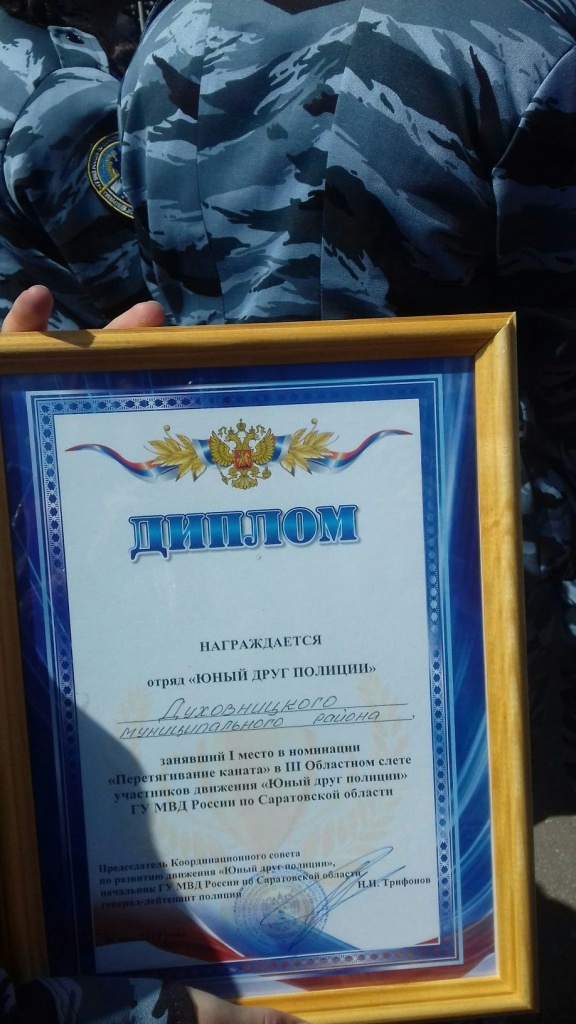 ДИПЛОМ
НАГРАЖДАЕТСЯ
отряд «ЮНЫЙ ДРУГ ПОЛИЦИИ»
Духовницкого
муниципального района,
занявший I место в номинации
«Перетягивание каната» в III Областном слете
участников движения «Юный друг полиции»
ГУ МВД России по Саратовской области
Председатель Координационного совета
по развитию движения «Юный друг полиции»,
начальник ГУ МВД России по Саратовской области
генерал-лейтенант полиции
Н.И. Трифонов